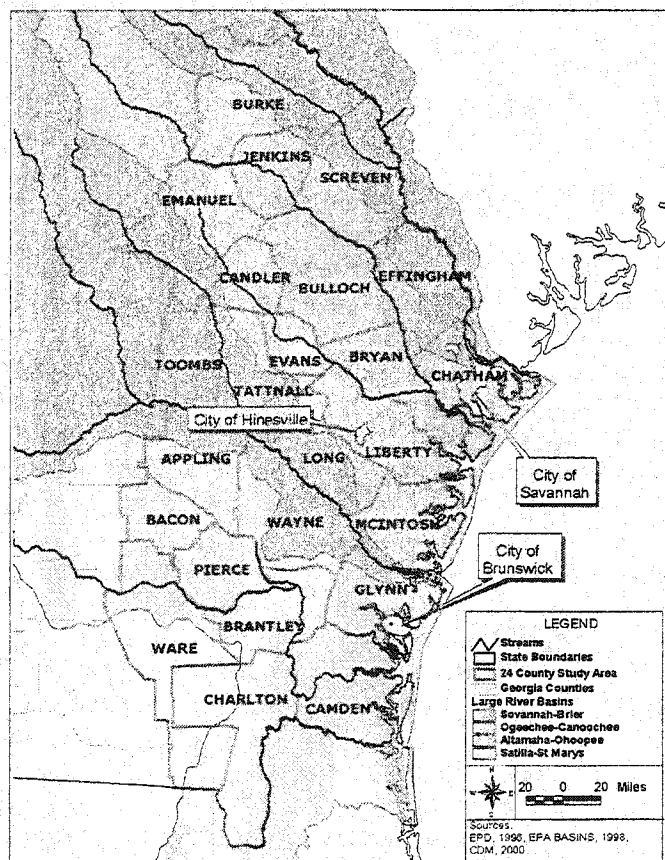 BURKE
JENKINS
SCREVEN
EMANUEL
CANDLER
BULLOCH
EFFINGHAM
TOOMBS
EVANS
BRYAN
CHATHAM
TATTNALL
City of Hinesville
APPLING
LONG
LIBERTY
City of
Savannah
BACON
WAYNE
MCINTOSH
PIERCE
GLYNN
City of
Brunswick
BRANTLEY
WARE
CHARLTON
CAMDEN
LEGEND
Streams
State Boundaries
24 County Study Area
Georgia Counties
Large River Basins
Savannah-Brier
Ogeechee-Canoochee
Altamaha-Ohoopee
Satilla-St Marys
20 0 20 Miles
Sources:
EPD, 1996, EPA BASINS, 1998,
CDM, 2000